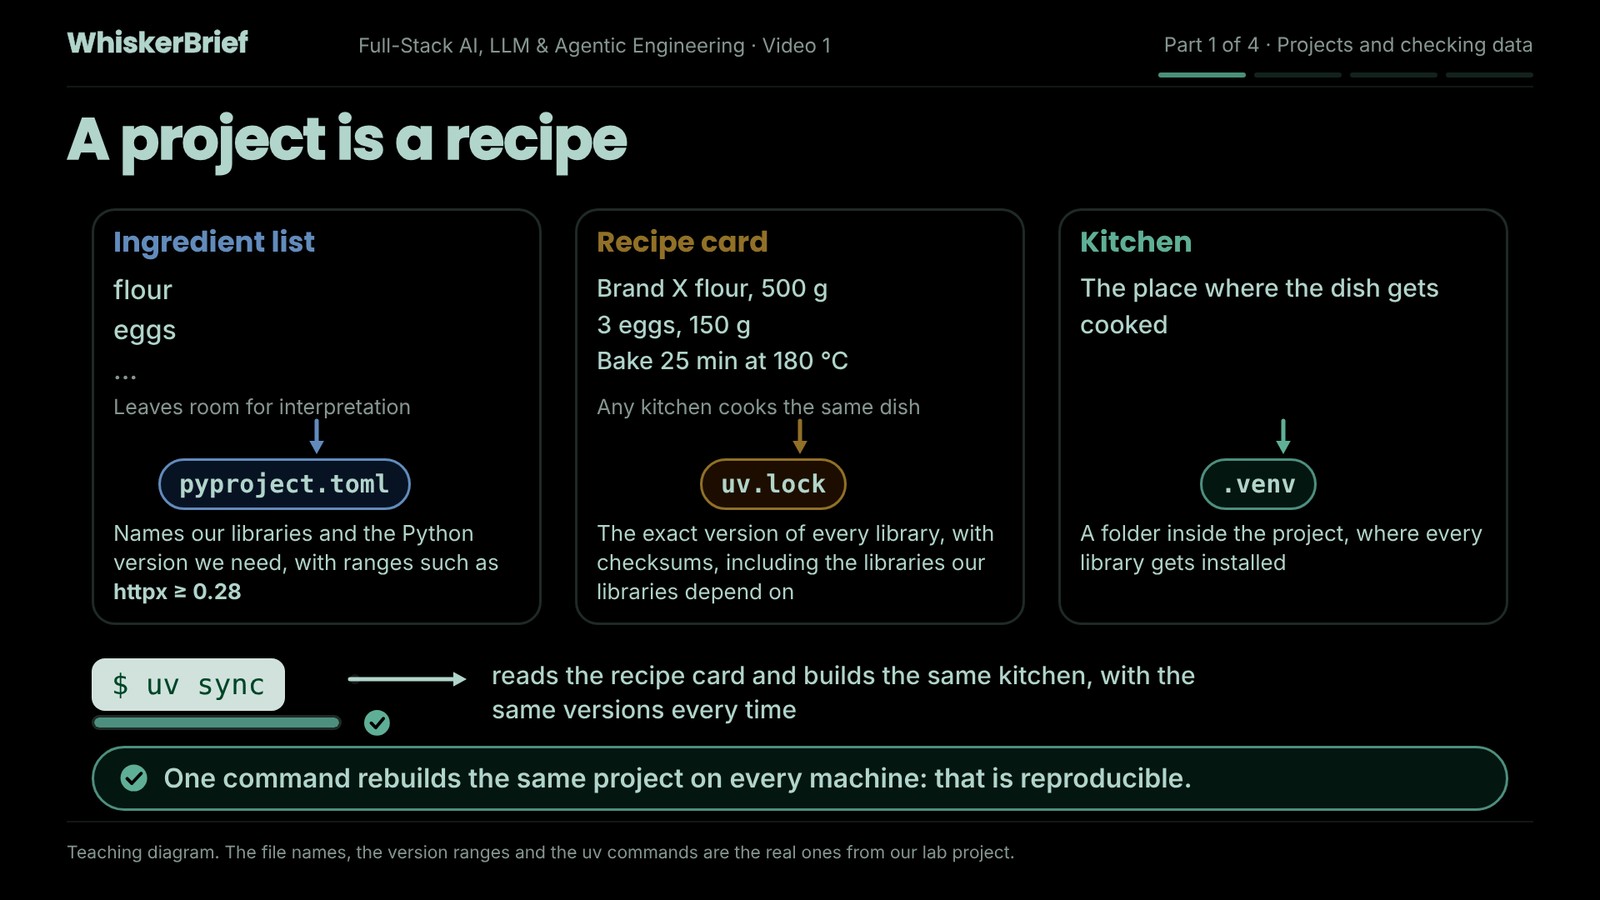 WhiskerBrief
Full-Stack AI, LLM & Agentic Engineering · Video 1
Part 1 of 4 · Projects and checking data
A project is a recipe
Ingredient list
flour
eggs
...
Leaves room for interpretation
pyproject.toml
Names our libraries and the Python
version we need, with ranges such as
httpx ≥ 0.28
Recipe card
Brand X flour, 500 g
3 eggs, 150 g
Bake 25 min at 180 °C
Any kitchen cooks the same dish
uv.lock
The exact version of every library, with
checksums, including the libraries our
libraries depend on
Kitchen
The place where the dish gets
cooked
.venv
A folder inside the project, where every
library gets installed
$ uv sync
reads the recipe card and builds the same kitchen, with the
same versions every time
One command rebuilds the same project on every machine: that is reproducible.
Teaching diagram. The file names, the version ranges and the uv commands are the real ones from our lab project.